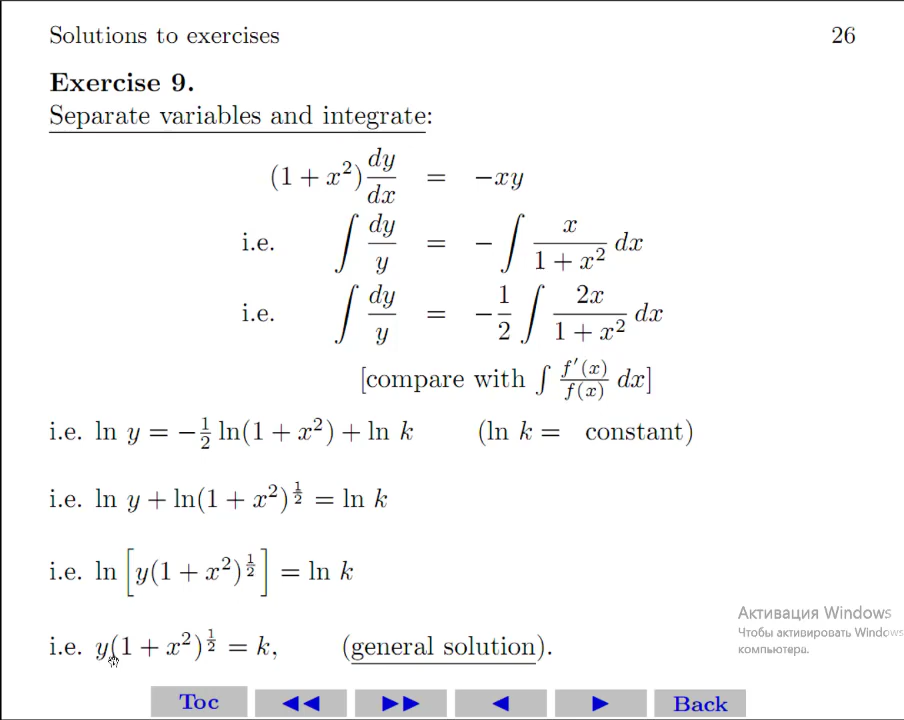 Solutions to exercises 26
Exercise 9.
Separate variables and integrate:
(1 + x²) dy/dx = −xy
i.e. ∫ dy/y = − ∫ x/(1 + x²) dx
i.e. ∫ dy/y = −1/2 ∫ 2x/(1 + x²) dx
[compare with ∫ f′(x)/f(x) dx]
i.e. ln y = −1/2 ln(1 + x²) + ln k (ln k = constant)
i.e. ln y + ln(1 + x²)^(1/2) = ln k
i.e. ln [y(1 + x²)^(1/2)] = ln k
i.e. y(1 + x²)^(1/2) = k, (general solution).
Активация Windows
Чтобы активировать Windows
компьютера.
Toc ◀◀ ▶▶ ◀ ▶ Back